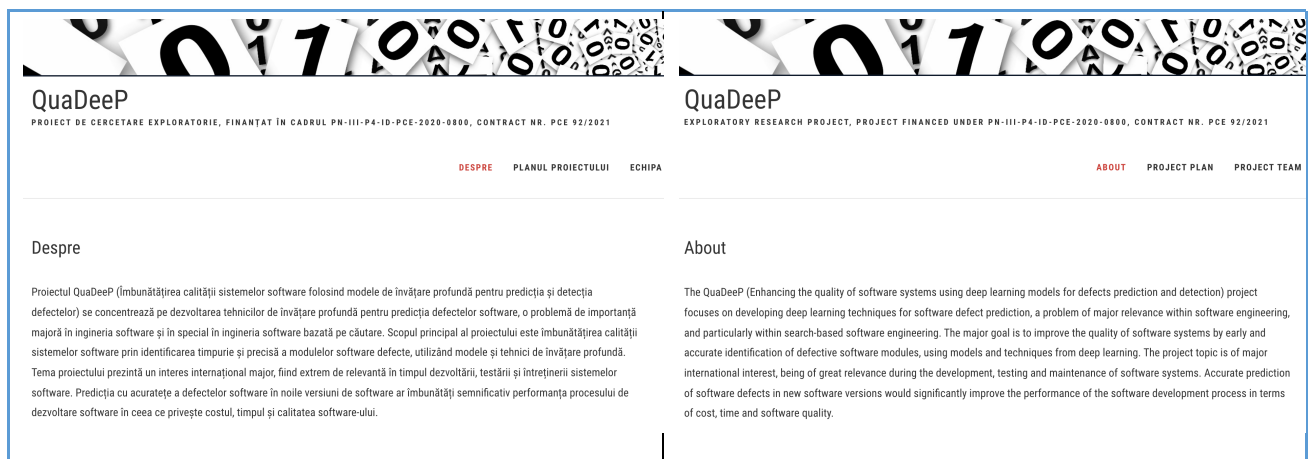 QuaDeeP
PROIECT DE CERCETARE EXPLORATORIE, FINANȚAT ÎN CADRUL PN-III-P4-ID-PCE-2020-0800, CONTRACT NR. PCE 92/2021
DESPRE PLANUL PROIECTULUI ECHIPA
Despre
Proiectul QuaDeeP (Îmbunătățirea calității sistemelor software folosind modele de învățare profundă pentru predicția și detecția
defectelor) se concentrează pe dezvoltarea tehnicilor de învățare profundă pentru predicția defectelor software, o problemă de importanță
majoră în ingineria software și în special în ingineria software bazată pe căutare. Scopul principal al proiectului este îmbunătățirea calității
sistemelor software prin identificarea timpurie și precisă a modulelor software defecte, utilizând modele și tehnici de învățare profundă.
Tema proiectului prezintă un interes internațional major, fiind extrem de relevantă în timpul dezvoltării, testării și întreținerii sistemelor
software. Predicția cu acuratețe a defectelor software în noile versiuni de software ar îmbunătăți semnificativ performanța procesului de
dezvoltare software în ceea ce privește costul, timpul și calitatea software-ului.
QuaDeeP
EXPLORATORY RESEARCH PROJECT, PROJECT FINANCED UNDER PN-III-P4-ID-PCE-2020-0800, CONTRACT NR. PCE 92/2021
ABOUT PROJECT PLAN PROJECT TEAM
About
The QuaDeeP (Enhancing the quality of software systems using deep learning models for defects prediction and detection) project
focuses on developing deep learning techniques for software defect prediction, a problem of major relevance within software engineering,
and particularly within search-based software engineering. The major goal is to improve the quality of software systems by early and
accurate identification of defective software modules, using models and techniques from deep learning. The project topic is of major
international interest, being of great relevance during the development, testing and maintenance of software systems. Accurate prediction
of software defects in new software versions would significantly improve the performance of the software development process in terms
of cost, time and software quality.